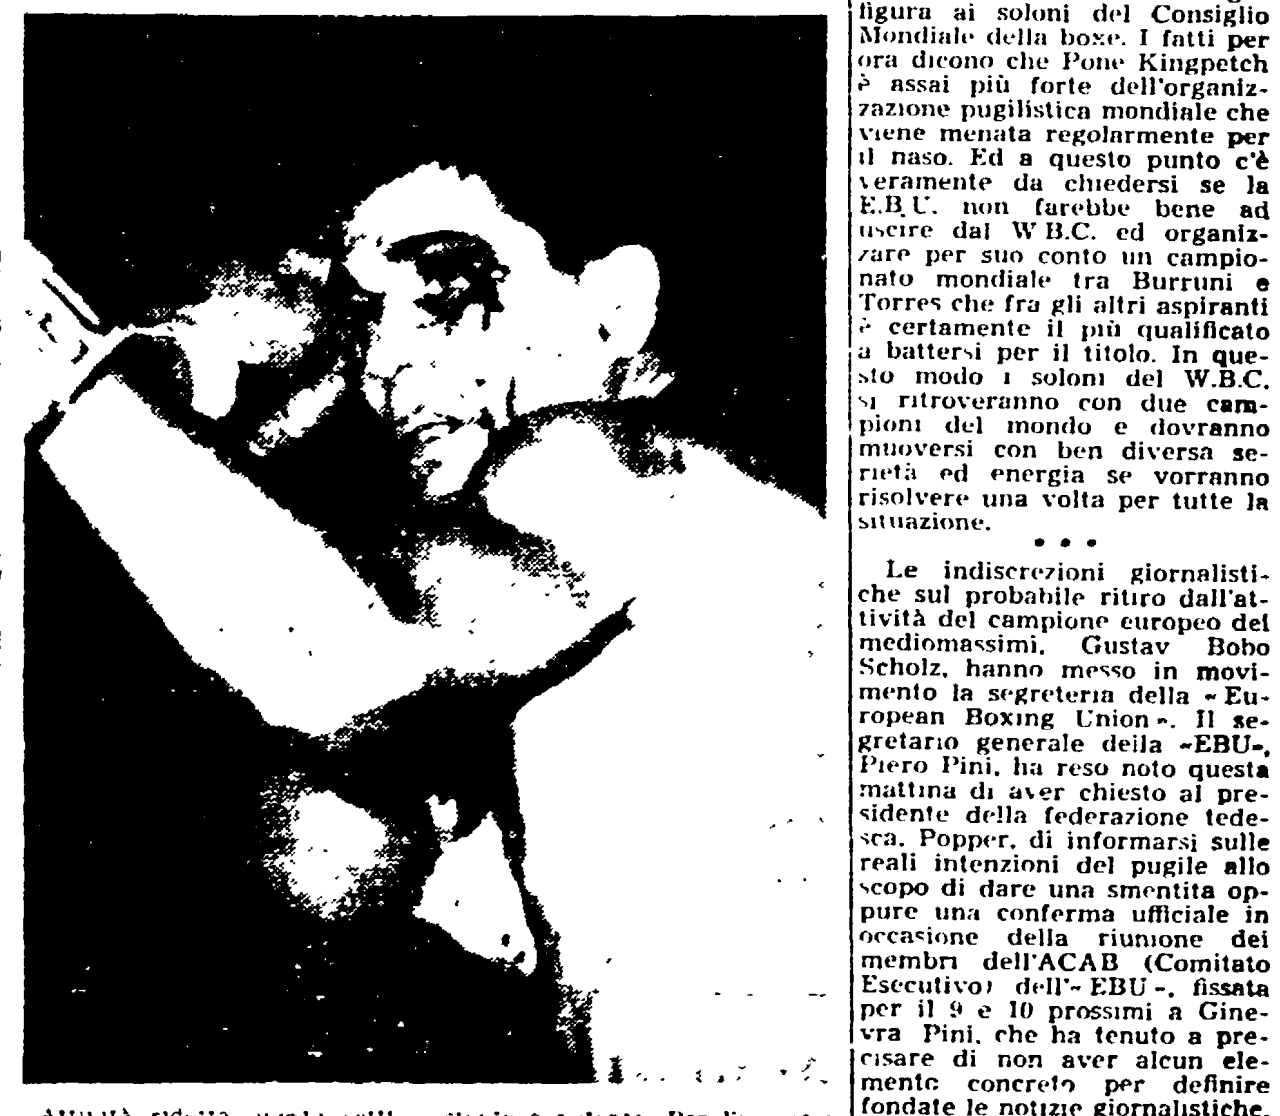 figura ai soloni del Consiglio
Mondiale della boxe. I fatti per
ora dicono che Pone Kingpetch
è assai più forte dell'organiz-
zazione pugilistica mondiale che
viene menata regolarmente per
il naso. Ed a questo punto c'è
veramente da chiedersi se la
E.B.U. non farebbe bene ad
uscire dal W B.C. ed organiz-
zare per suo conto un campio-
nato mondiale tra Burruni e
Torres che fra gli altri aspiranti
è certamente il più qualificato
a battersi per il titolo. In que-
sto modo i soloni del W.B.C.
si ritroveranno con due cam-
pioni del mondo e dovranno
muoversi con ben diversa se-
rietà ed energia se vorranno
risolvere una volta per tutte la
situazione.
• • •
Le indiscrezioni giornalisti-
che sul probabile ritiro dall'at-
tività del campione europeo dei
mediomassimi, Gustav Bobo
Scholz, hanno messo in movi-
mento la segreteria della « Eu-
ropean Boxing Union ». Il se-
gretario generale della «EBU»,
Piero Pini, ha reso noto questa
mattina di aver chiesto al pre-
sidente della federazione tede-
sca, Popper, di informarsi sulle
reali intenzioni del pugile allo
scopo di dare una smentita op-
pure una conferma ufficiale in
occasione della riunione dei
membri dell'ACAB (Comitato
Esecutivo) dell'« EBU », fissata
per il 9 e 10 prossimi a Gine-
vra Pini, che ha tenuto a pre-
cisare di non aver alcun ele-
mento concreto per definire
fondate le notizie giornalistiche,